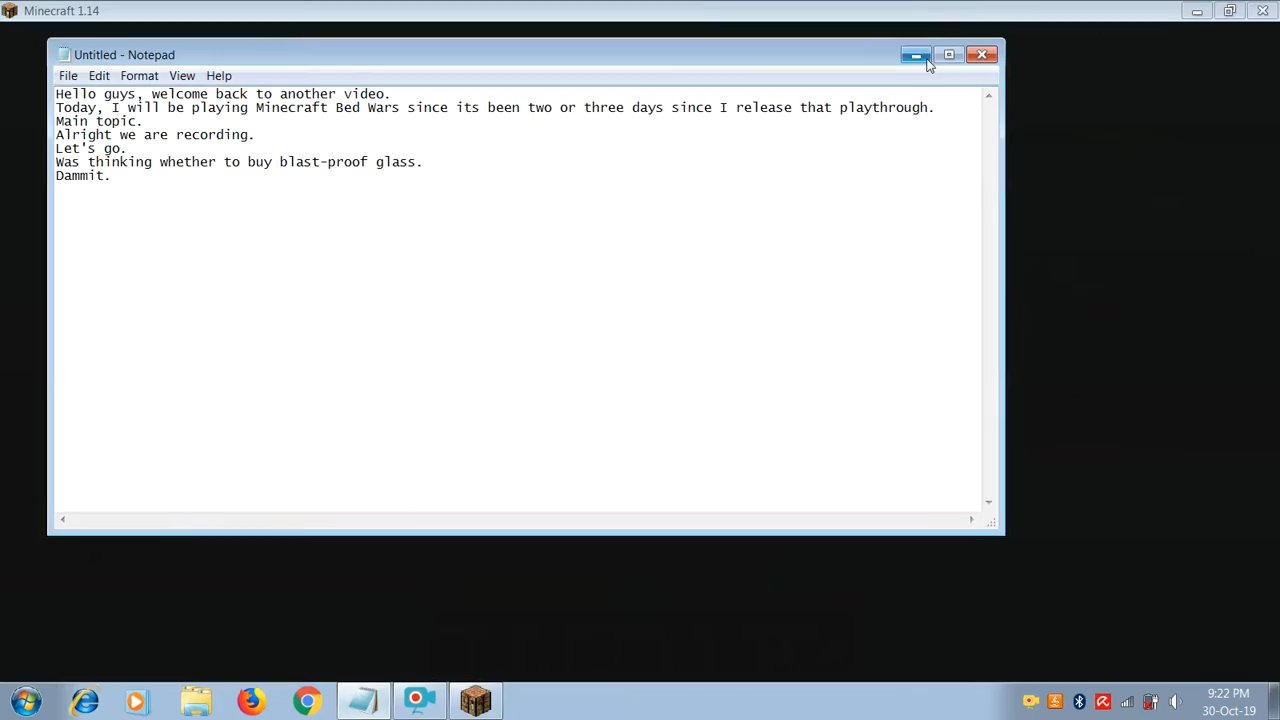 Minecraft 1.14
Untitled - Notepad
File Edit Format View Help
Hello guys, welcome back to another video.
Today, I will be playing Minecraft Bed Wars since its been two or three days since I release that playthrough.
Main topic.
Alright we are recording.
Let's go.
Was thinking whether to buy blast-proof glass.
Dammit.
9:22 PM
30-Oct-19